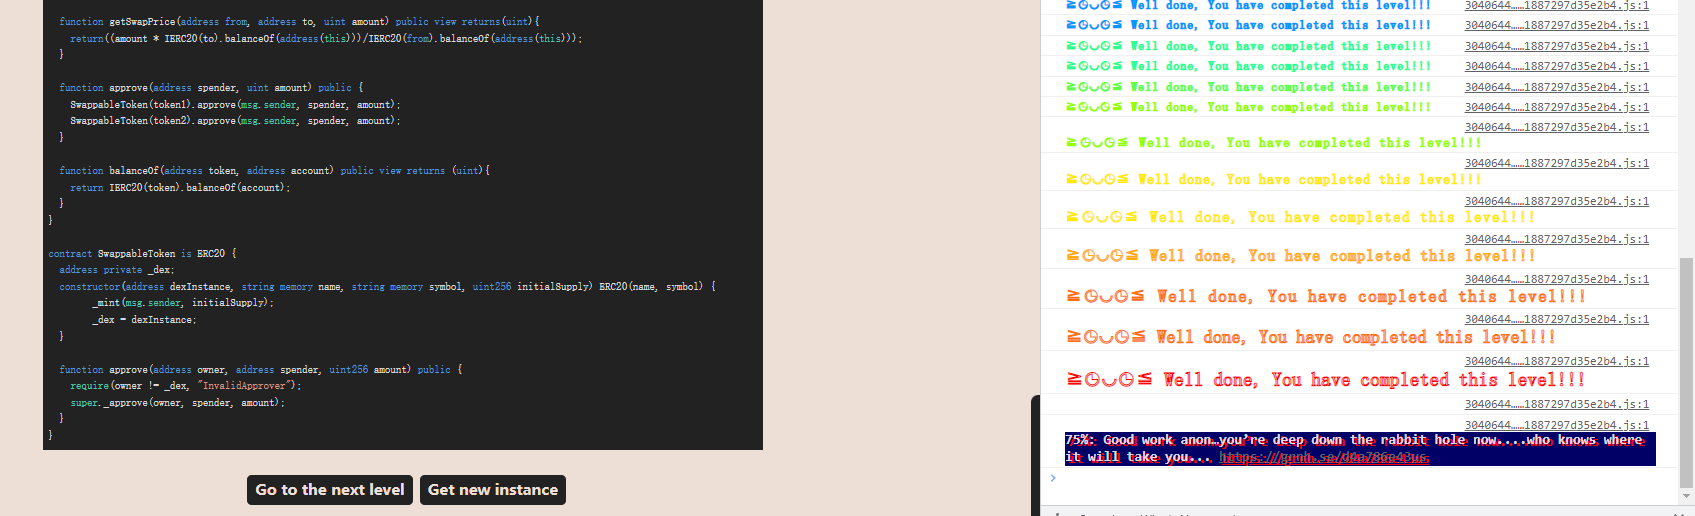 function getSwapPrice(address from, address to, uint amount) public view returns(uint){
return((amount * IERC20(to).balanceOf(address(this)))/IERC20(from).balanceOf(address(this)));
}
function approve(address spender, uint amount) public {
SwappableToken(token1).approve(msg.sender, spender, amount);
SwappableToken(token2).approve(msg.sender, spender, amount);
}
function balanceOf(address token, address account) public view returns (uint){
return IERC20(token).balanceOf(account);
}
}
contract SwappableToken is ERC20 {
address private _dex;
constructor(address dexInstance, string memory name, string memory symbol, uint256 initialSupply) ERC20(name, symbol) {
_mint(msg.sender, initialSupply);
_dex = dexInstance;
}
function approve(address owner, address spender, uint256 amount) public {
require(owner != _dex, "InvalidApprover");
super._approve(owner, spender, amount);
}
}
Go to the next level Get new instance
≧◔◡◔≦ Well done, You have completed this level!!! 3040644……1887297d35e2b4.js:1
≧◔◡◔≦ Well done, You have completed this level!!! 3040644……1887297d35e2b4.js:1
≧◔◡◔≦ Well done, You have completed this level!!! 3040644……1887297d35e2b4.js:1
≧◔◡◔≦ Well done, You have completed this level!!! 3040644……1887297d35e2b4.js:1
≧◔◡◔≦ Well done, You have completed this level!!! 3040644……1887297d35e2b4.js:1
≧◔◡◔≦ Well done, You have completed this level!!! 3040644……1887297d35e2b4.js:1
3040644……1887297d35e2b4.js:1
≧◔◡◔≦ Well done, You have completed this level!!!
3040644……1887297d35e2b4.js:1
≧◔◡◔≦ Well done, You have completed this level!!!
3040644……1887297d35e2b4.js:1
≧◔◡◔≦ Well done, You have completed this level!!!
3040644……1887297d35e2b4.js:1
≧◔◡◔≦ Well done, You have completed this level!!!
3040644……1887297d35e2b4.js:1
≧◔◡◔≦ Well done, You have completed this level!!!
3040644……1887297d35e2b4.js:1
≧◔◡◔≦ Well done, You have completed this level!!!
3040644……1887297d35e2b4.js:1
≧◔◡◔≦ Well done, You have completed this level!!!
3040644……1887297d35e2b4.js:1
3040644……1887297d35e2b4.js:1
75%: Good work anon…you're deep down the rabbit hole now....who knows where
it will take you...